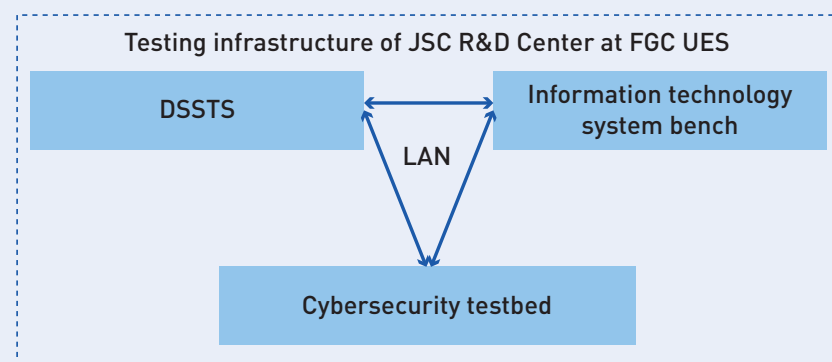 Testing infrastructure of JSC R&D Center at FGC UES
DSSTS
Information technology
system bench
LAN
Cybersecurity testbed